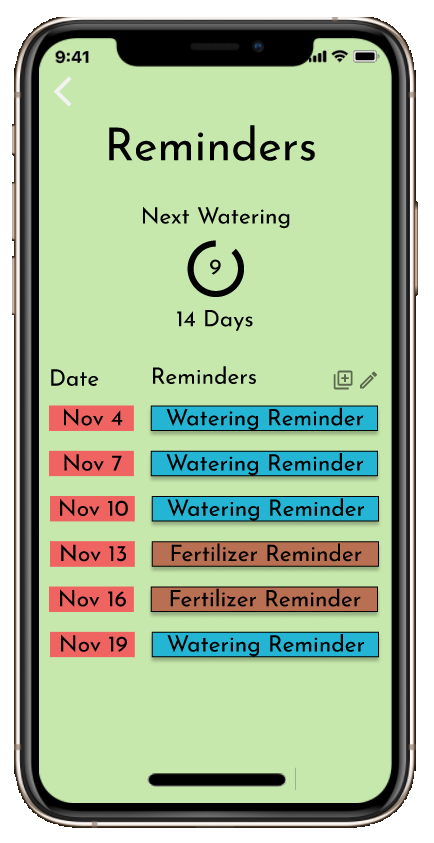 9:41
Reminders
Next Watering
9
14 Days
Date Reminders
Nov 4 Watering Reminder
Nov 7 Watering Reminder
Nov 10 Watering Reminder
Nov 13 Fertilizer Reminder
Nov 16 Fertilizer Reminder
Nov 19 Watering Reminder